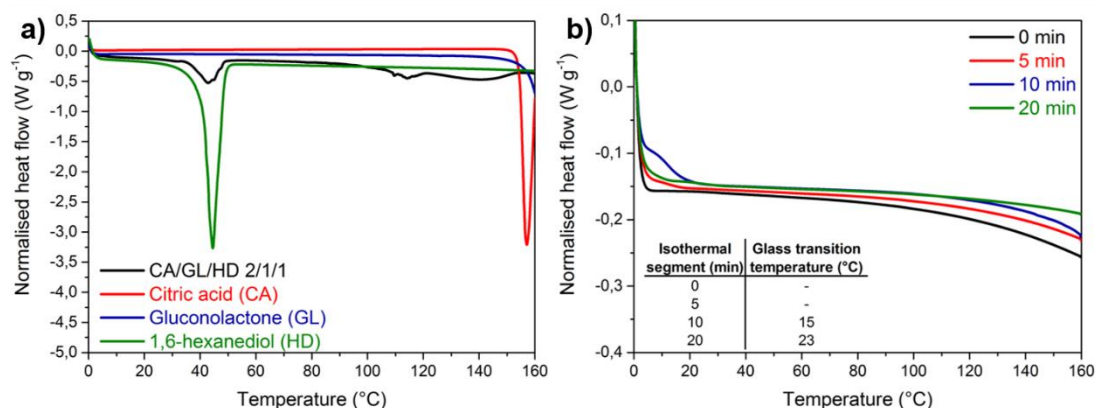 a)
Normalised heat flow (W g⁻¹)
0,5
0,0
-0,5
-1,0
-1,5
-2,0
-2,5
-3,0
-3,5
-4,0
-4,5
-5,0
CA/GL/HD 2/1/1
Citric acid (CA)
Gluconolactone (GL)
1,6-hexanediol (HD)
0 20 40 60 80 100 120 140 160
Temperature (°C)
b)
Normalised heat flow (W g⁻¹)
0,1
0,0
-0,1
-0,2
-0,3
-0,4
0 min
5 min
10 min
20 min
Isothermal Glass transition
segment (min) temperature (°C)
0 -
5 -
10 15
20 23
0 20 40 60 80 100 120 140 160
Temperature (°C)